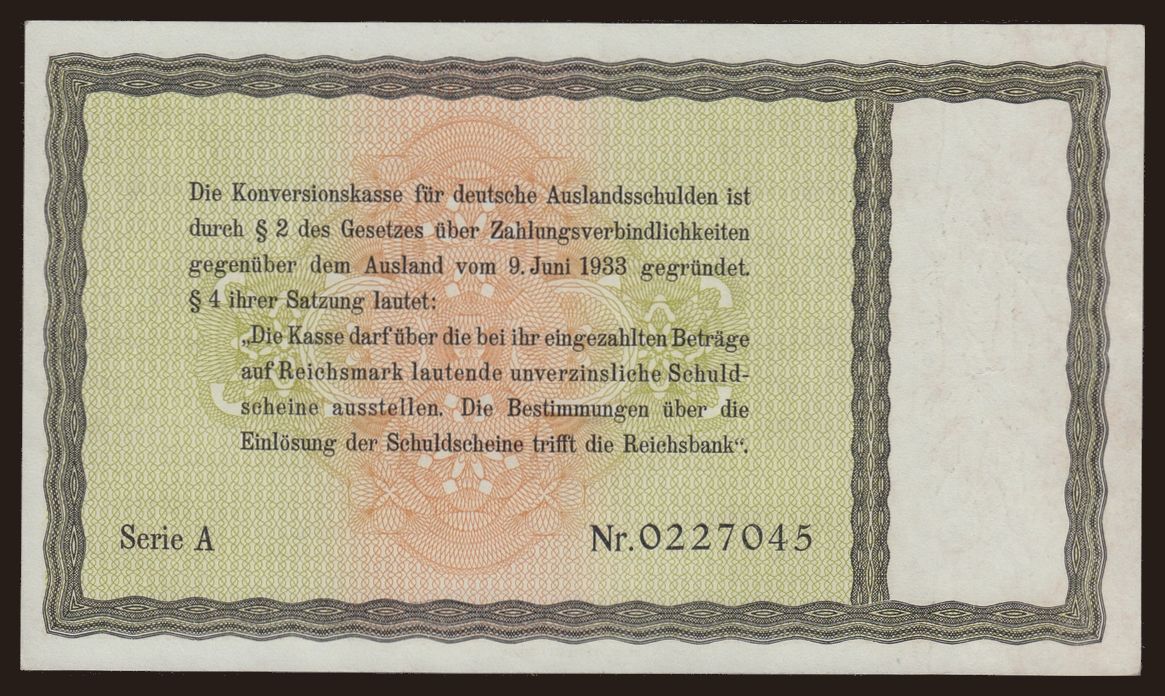 Die Konversionskasse für deutsche Auslandsschulden ist
durch § 2 des Gesetzes über Zahlungsverbindlichkeiten
gegenüber dem Ausland vom 9. Juni 1933 gegründet.
§ 4 ihrer Satzung lautet:
„Die Kasse darf über die bei ihr eingezahlten Beträge
auf Reichsmark lautende unverzinsliche Schuld-
scheine ausstellen. Die Bestimmungen über die
Einlösung der Schuldscheine trifft die Reichsbank“.
Serie A Nr. 0227045